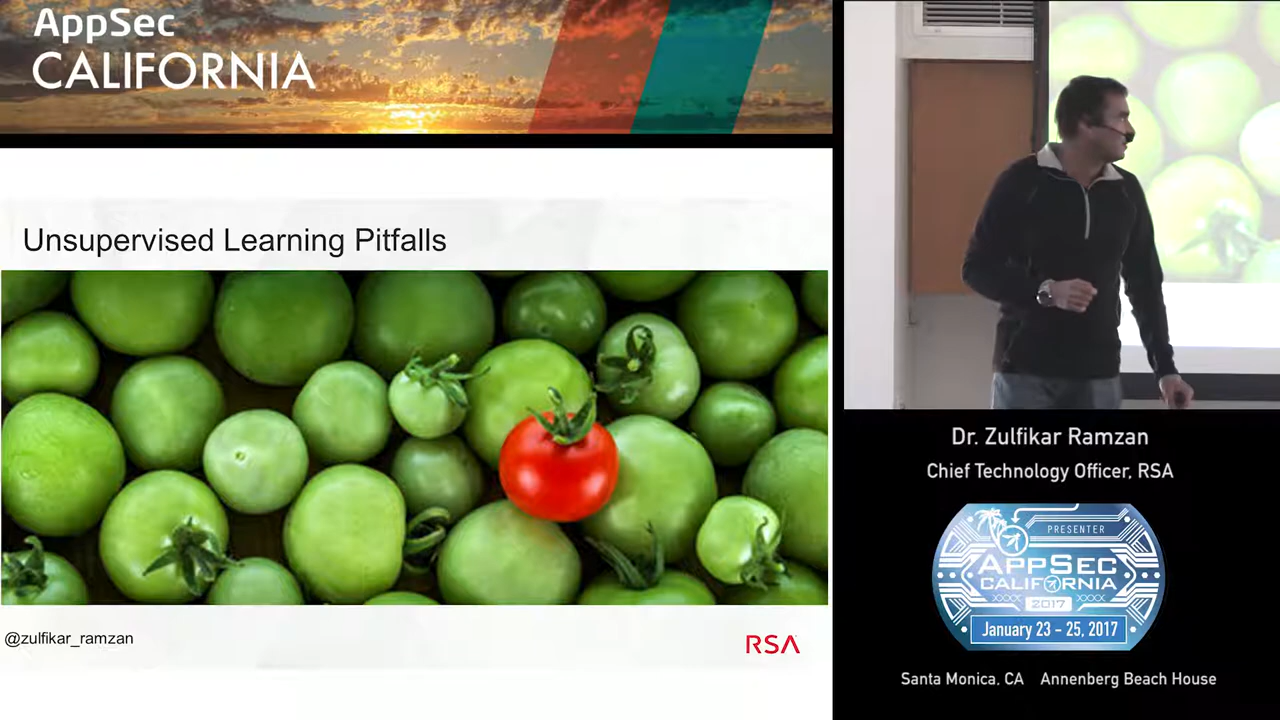 AppSec
CALIFORNIA
Unsupervised Learning Pitfalls
@zulfikar_ramzan
RSA
Dr. Zulfikar Ramzan
Chief Technology Officer, RSA
PRESENTER
APPSEC
CALIFORNIA
2017
January 23 - 25, 2017
Santa Monica, CA Annenberg Beach House